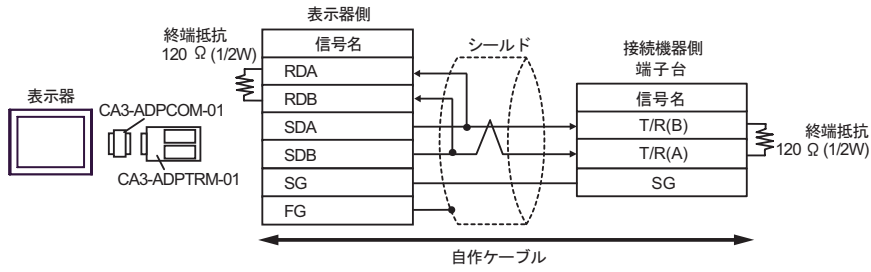 表示器側
終端抵抗
120 Ω (1/2W)
信号名
RDA
RDB
SDA
SDB
SG
FG
シールド
接続機器側
端子台
信号名
T/R(B)
T/R(A)
SG
終端抵抗
120 Ω (1/2W)
表示器
CA3-ADPCOM-01
CA3-ADPTRM-01
自作ケーブル